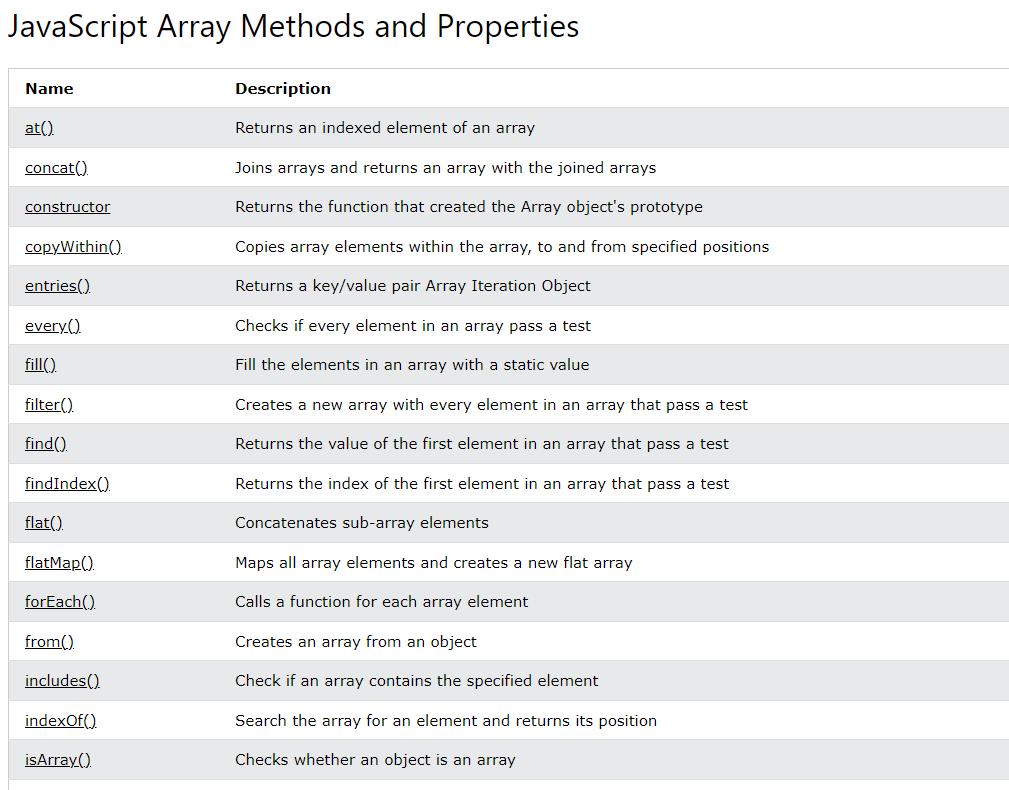 JavaScript Array Methods and Properties
Name Description
at() Returns an indexed element of an array
concat() Joins arrays and returns an array with the joined arrays
constructor Returns the function that created the Array object's prototype
copyWithin() Copies array elements within the array, to and from specified positions
entries() Returns a key/value pair Array Iteration Object
every() Checks if every element in an array pass a test
fill() Fill the elements in an array with a static value
filter() Creates a new array with every element in an array that pass a test
find() Returns the value of the first element in an array that pass a test
findIndex() Returns the index of the first element in an array that pass a test
flat() Concatenates sub-array elements
flatMap() Maps all array elements and creates a new flat array
forEach() Calls a function for each array element
from() Creates an array from an object
includes() Check if an array contains the specified element
indexOf() Search the array for an element and returns its position
isArray() Checks whether an object is an array